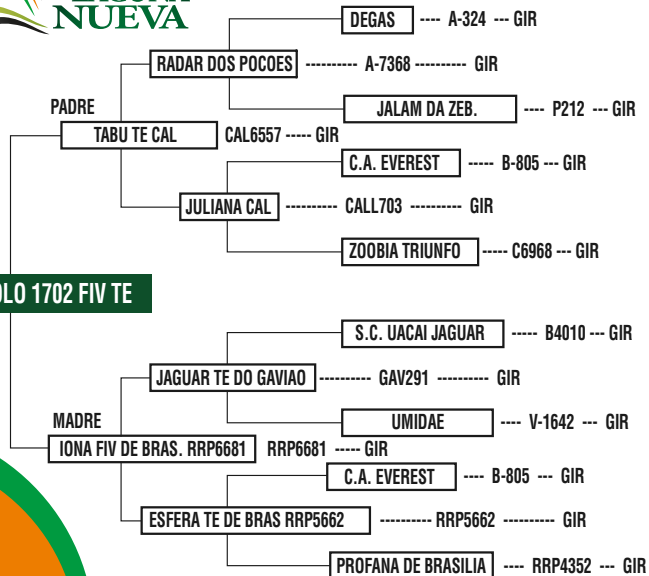 NUEVA
DEGAS ---- A-324 --- GIR
RADAR DOS POCOES ---------- A-7368 ---------- GIR
JALAM DA ZEB. ---- P212 --- GIR
PADRE
TABU TE CAL CAL6557 ----- GIR
C.A. EVEREST ----- B-805 --- GIR
JULIANA CAL ---------- CALL703 ---------- GIR
ZOOBIA TRIUNFO ----- C6968 --- GIR
OLO 1702 FIV TE
S.C. UACAI JAGUAR ----- B4010 --- GIR
JAGUAR TE DO GAVIAO ---------- GAV291 ---------- GIR
UMIDAE ---- V-1642 --- GIR
MADRE
IONA FIV DE BRAS. RRP6681 RRP6681 ----- GIR
C.A. EVEREST ---- B-805 --- GIR
ESFERA TE DE BRAS RRP5662 ---------- RRP5662 ---------- GIR
PROFANA DE BRASILIA ---- RRP4352 --- GIR